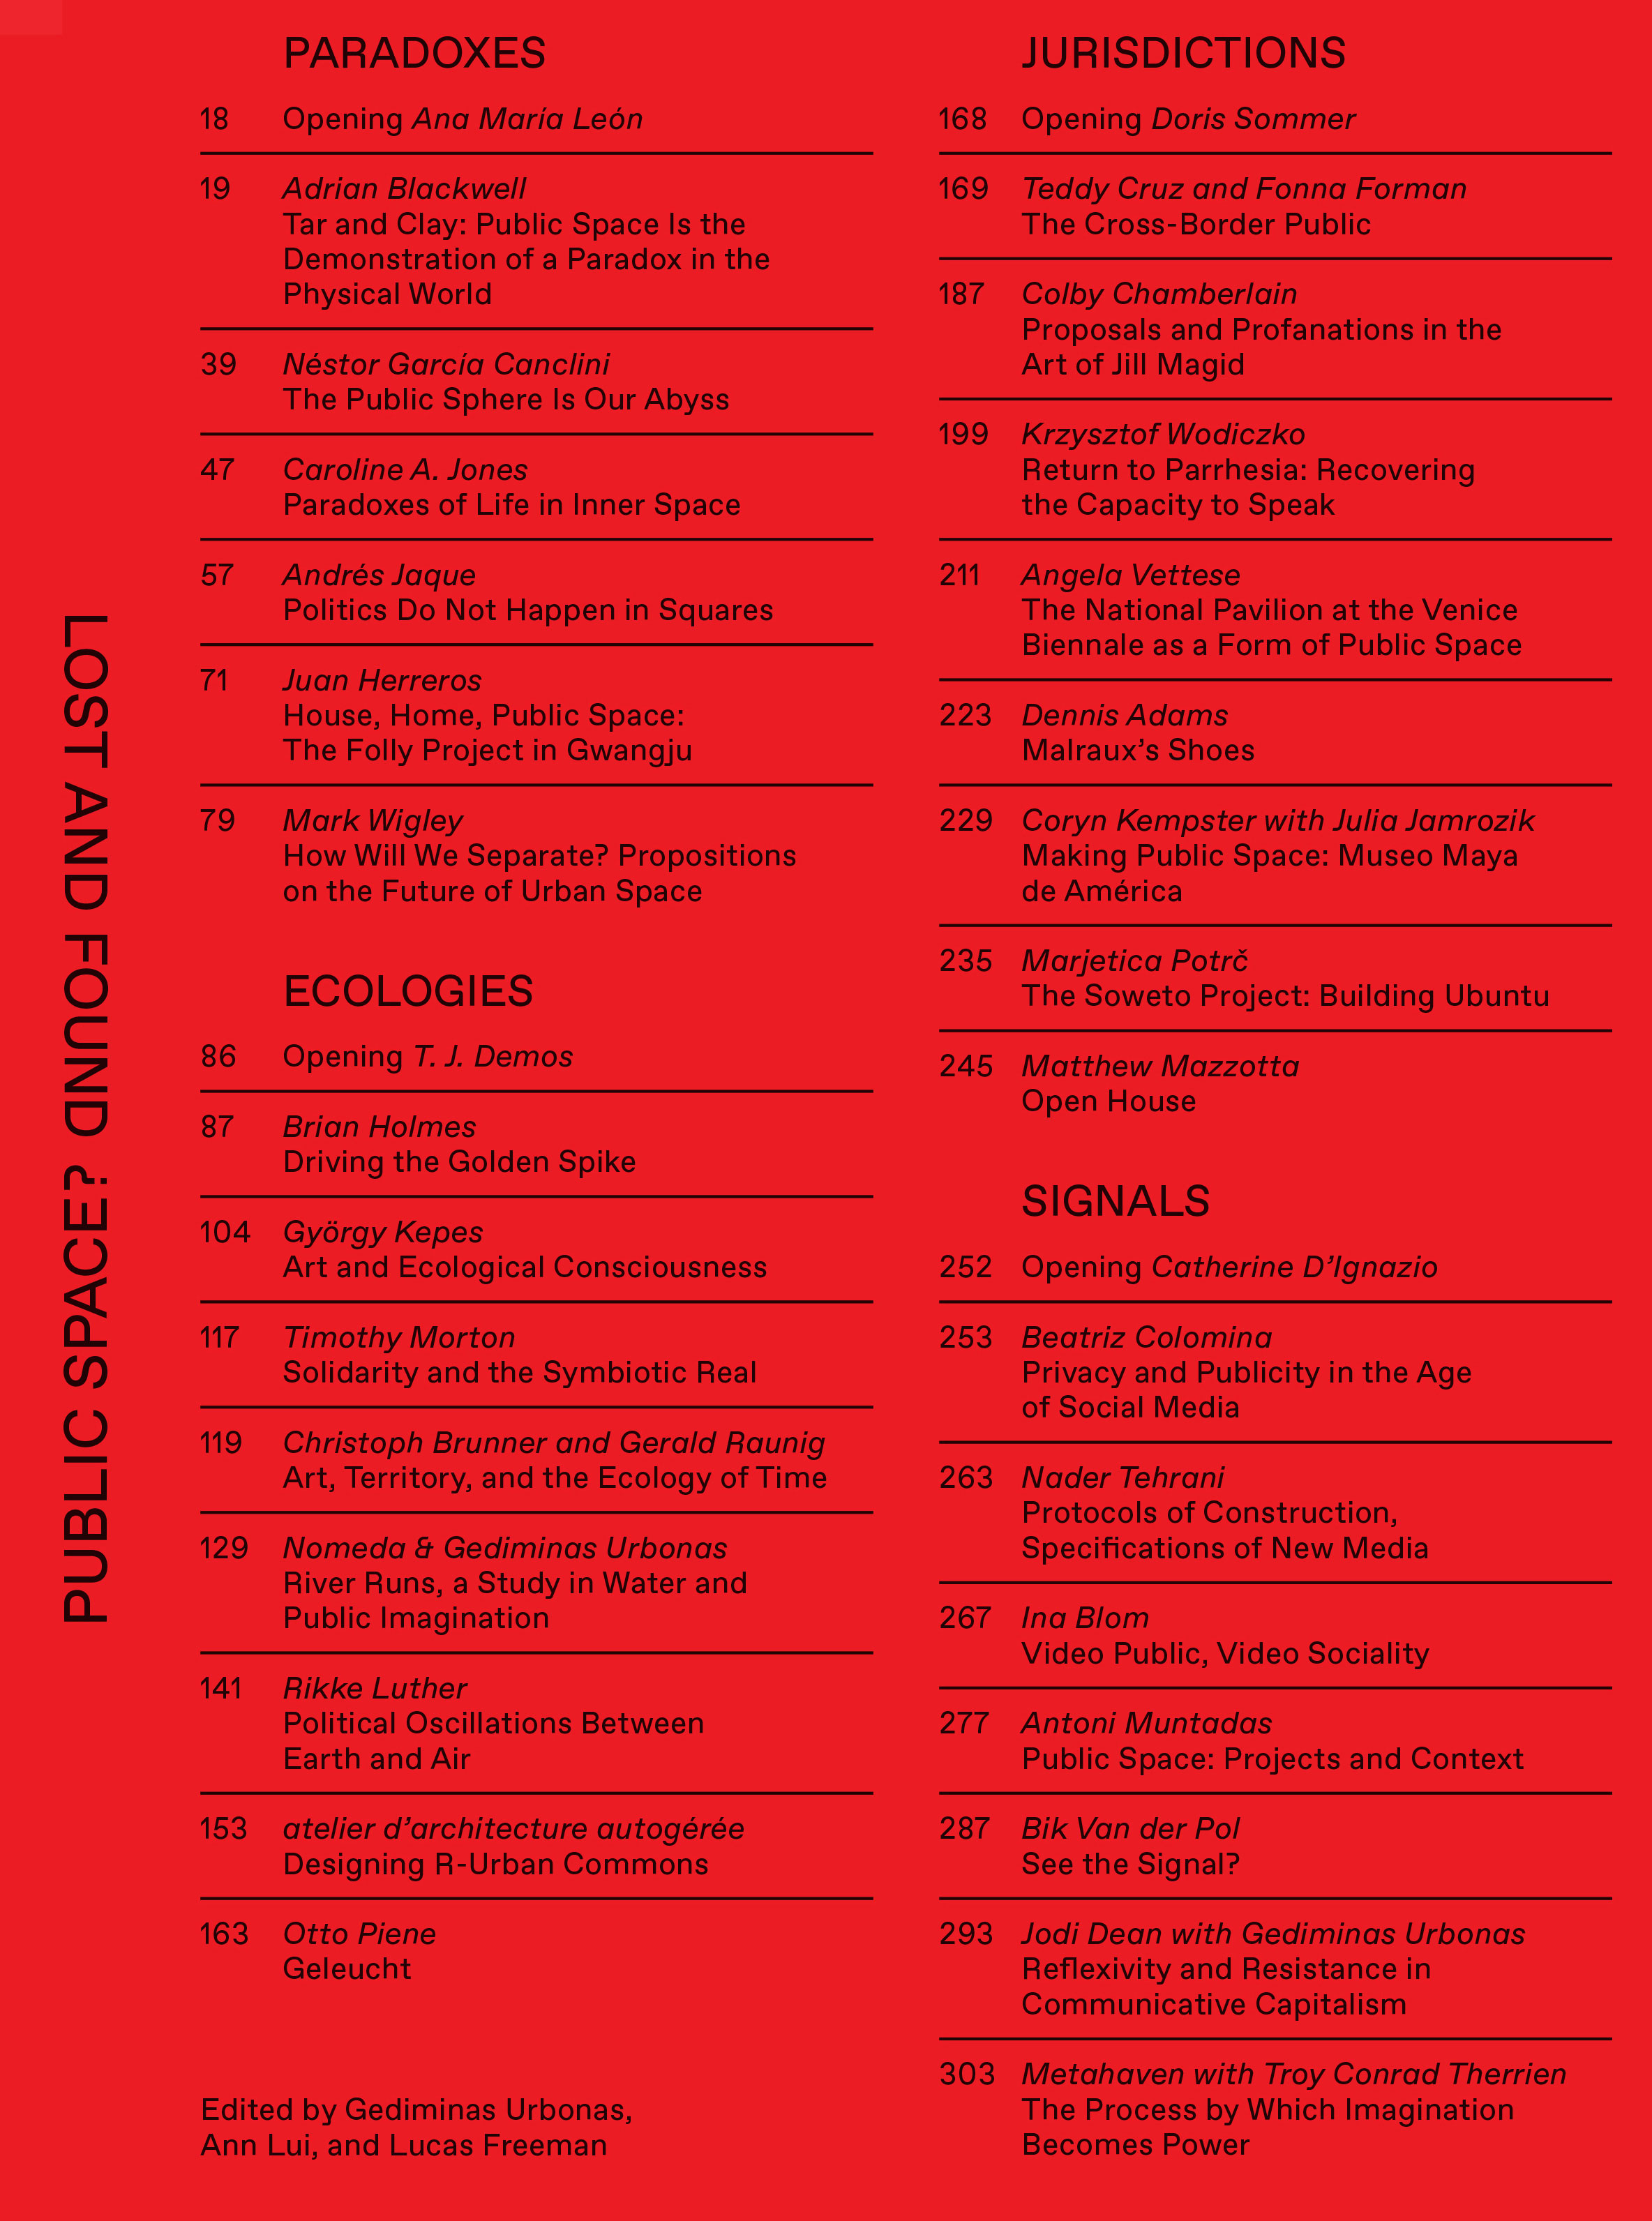 PUBLIC SPACE? LOST AND FOUND
PARADOXES
18 Opening Ana María León
19 Adrian Blackwell
Tar and Clay: Public Space Is the
Demonstration of a Paradox in the
Physical World
39 Néstor García Canclini
The Public Sphere Is Our Abyss
47 Caroline A. Jones
Paradoxes of Life in Inner Space
57 Andrés Jaque
Politics Do Not Happen in Squares
71 Juan Herreros
House, Home, Public Space:
The Folly Project in Gwangju
79 Mark Wigley
How Will We Separate? Propositions
on the Future of Urban Space
ECOLOGIES
86 Opening T. J. Demos
87 Brian Holmes
Driving the Golden Spike
104 György Kepes
Art and Ecological Consciousness
117 Timothy Morton
Solidarity and the Symbiotic Real
119 Christoph Brunner and Gerald Raunig
Art, Territory, and the Ecology of Time
129 Nomeda & Gediminas Urbonas
River Runs, a Study in Water and
Public Imagination
141 Rikke Luther
Political Oscillations Between
Earth and Air
153 atelier d’architecture autogérée
Designing R-Urban Commons
163 Otto Piene
Geleucht
Edited by Gediminas Urbonas,
Ann Lui, and Lucas Freeman
JURISDICTIONS
168 Opening Doris Sommer
169 Teddy Cruz and Fonna Forman
The Cross-Border Public
187 Colby Chamberlain
Proposals and Profanations in the
Art of Jill Magid
199 Krzysztof Wodiczko
Return to Parrhesia: Recovering
the Capacity to Speak
211 Angela Vettese
The National Pavilion at the Venice
Biennale as a Form of Public Space
223 Dennis Adams
Malraux’s Shoes
229 Coryn Kempster with Julia Jamrozik
Making Public Space: Museo Maya
de América
235 Marjetica Potrč
The Soweto Project: Building Ubuntu
245 Matthew Mazzotta
Open House
SIGNALS
252 Opening Catherine D’Ignazio
253 Beatriz Colomina
Privacy and Publicity in the Age
of Social Media
263 Nader Tehrani
Protocols of Construction,
Specifications of New Media
267 Ina Blom
Video Public, Video Sociality
277 Antoni Muntadas
Public Space: Projects and Context
287 Bik Van der Pol
See the Signal?
293 Jodi Dean with Gediminas Urbonas
Reflexivity and Resistance in
Communicative Capitalism
303 Metahaven with Troy Conrad Therrien
The Process by Which Imagination
Becomes Power